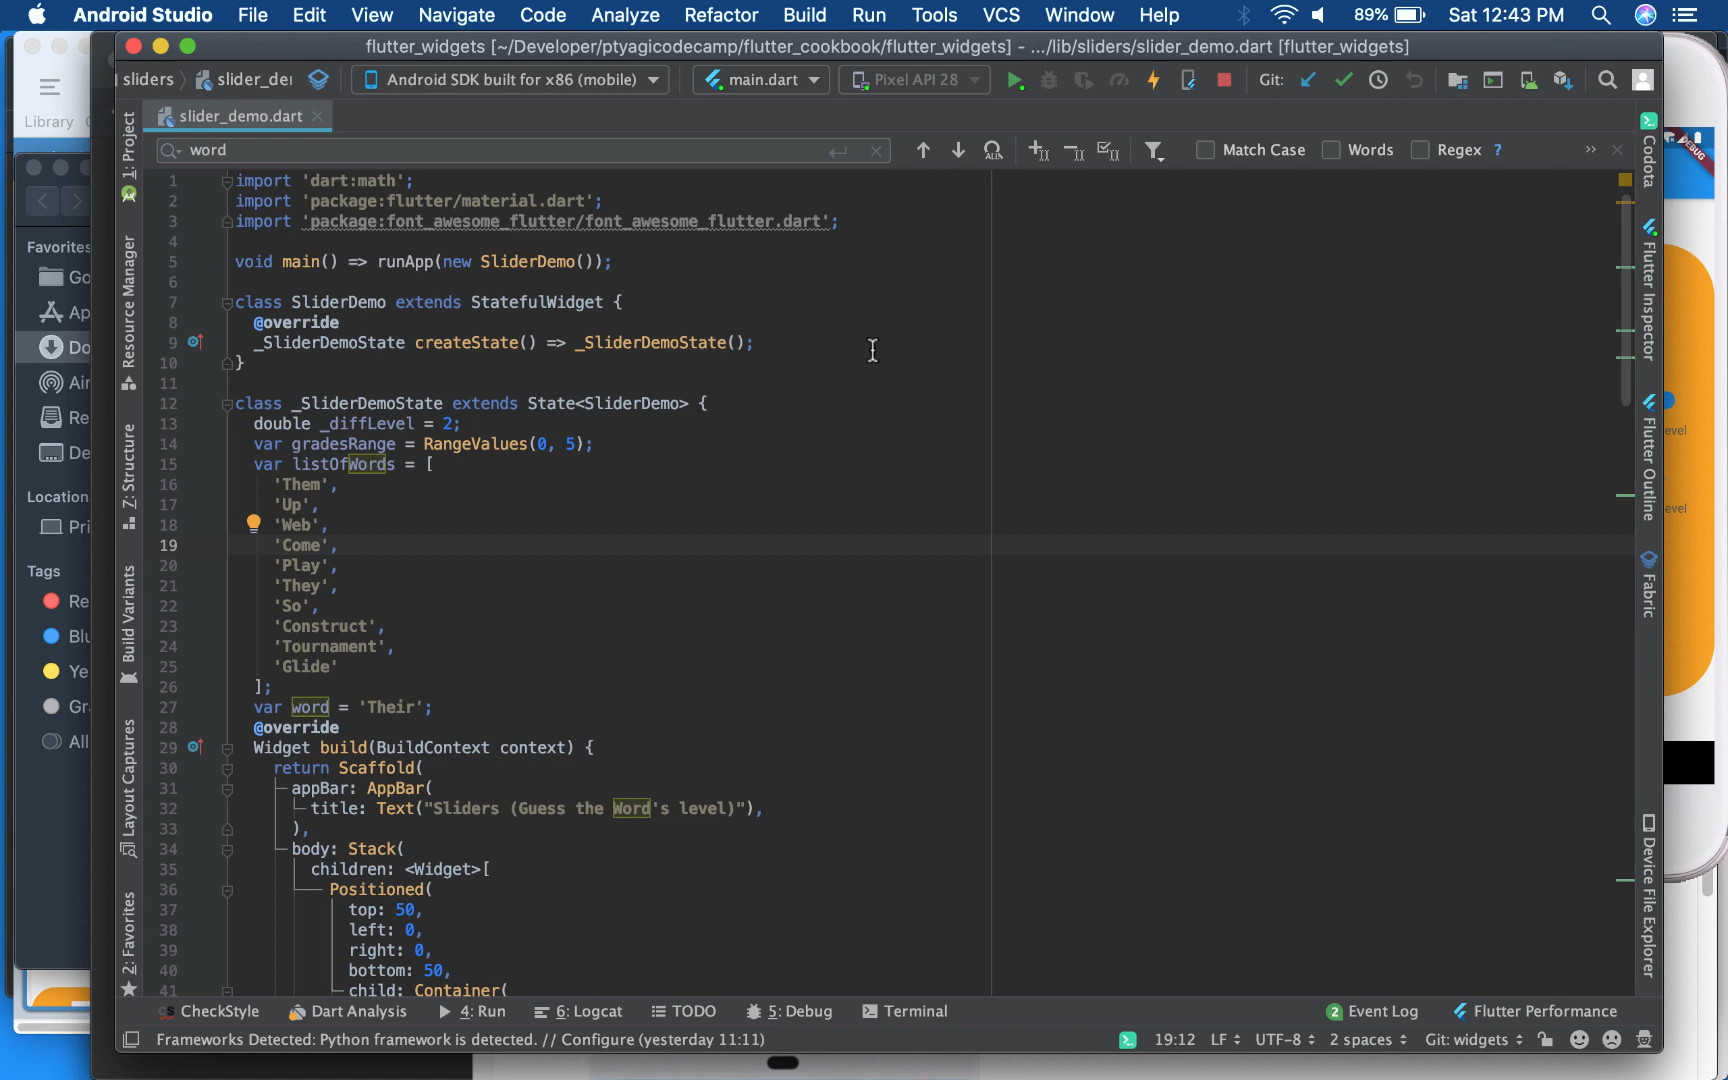 Android Studio File Edit View Navigate Code Analyze Refactor Build Run Tools VCS Window Help 89% Sat 12:43 PM
flutter_widgets [~/Developer/ptyagicodecamp/flutter_cookbook/flutter_widgets] - .../lib/sliders/slider_demo.dart [flutter_widgets]
sliders slider_de Android SDK built for x86 (mobile) main.dart Pixel API 28 Git:
Library
slider_demo.dart
word Match Case Words Regex ?
1 import 'dart:math';
2 import 'package:flutter/material.dart';
3 import 'package:font_awesome_flutter/font_awesome_flutter.dart';
4
5 void main() => runApp(new SliderDemo());
6
7 class SliderDemo extends StatefulWidget {
8 @override
9 _SliderDemoState createState() => _SliderDemoState();
10 }
11
12 class _SliderDemoState extends State<SliderDemo> {
13 double _diffLevel = 2;
14 var gradesRange = RangeValues(0, 5);
15 var listOfWords = [
16 'Them',
17 'Up',
18 'Web',
19 'Come',
20 'Play',
21 'They',
22 'So',
23 'Construct',
24 'Tournament',
25 'Glide'
26 ];
27 var word = 'Their';
28 @override
29 Widget build(BuildContext context) {
30 return Scaffold(
31 appBar: AppBar(
32 title: Text("Sliders (Guess the Word's level)"),
33 ),
34 body: Stack(
35 children: <Widget>[
36 Positioned(
37 top: 50,
38 left: 0,
39 right: 0,
40 bottom: 50,
41 child: Container(
Favorites
Go
Ap
Do
Air
Re
De
Location
Pri
Tags
Re
Blu
Ye
Gra
All
1: Project
Resource Manager
Z: Structure
Build Variants
Layout Captures
2: Favorites
Codota
Flutter Inspector
Flutter Outline
Fabric
Device File Explorer
DEBUG
evel
evel
CheckStyle Dart Analysis 4: Run 6: Logcat TODO 5: Debug Terminal 2 Event Log Flutter Performance
Frameworks Detected: Python framework is detected. // Configure (yesterday 11:11) 19:12 LF UTF-8 2 spaces Git: widgets